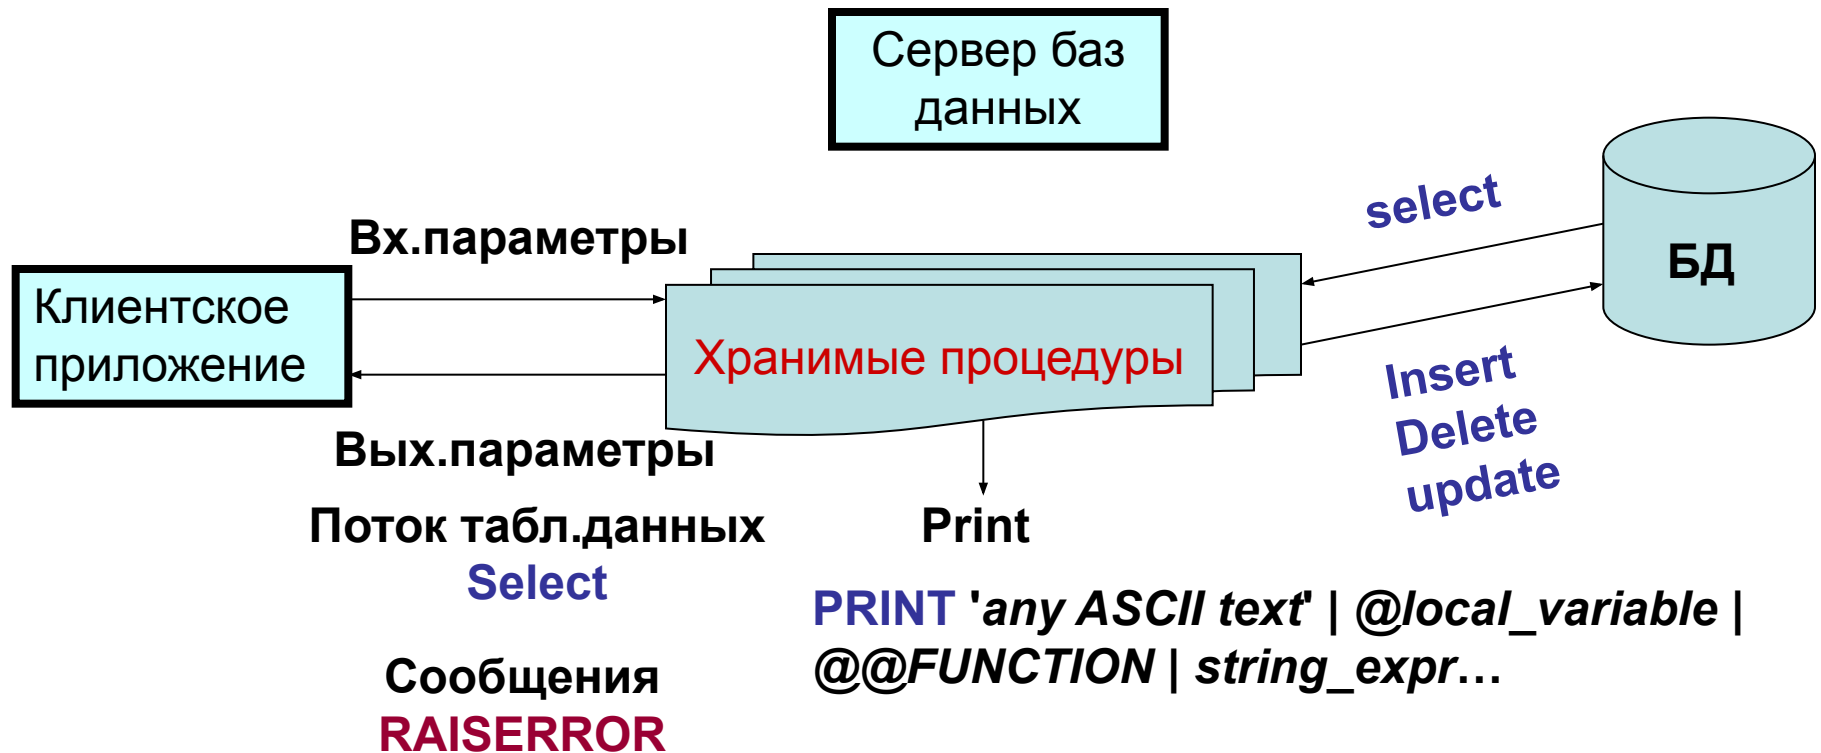 Сервер баз
данных
select
Вх.параметры
БД
Клиентское
приложение
Хранимые процедуры
Insert
Delete
update
Вых.параметры
Поток табл.данных
Select
Print
PRINT 'any ASCII text' | @local_variable |
@@FUNCTION | string_expr…
Сообщения
RAISERROR